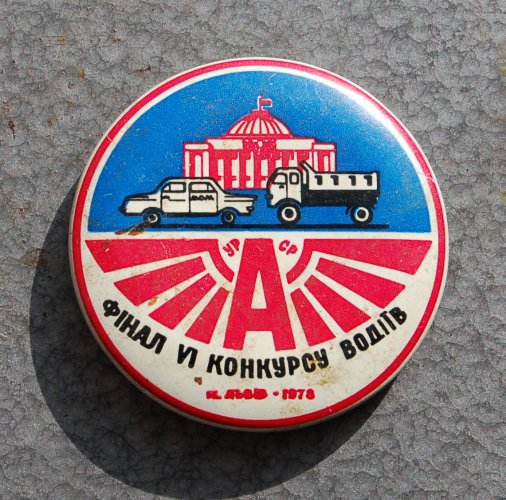 УР СР
А
ФІНАЛ VI КОНКУРСУ ВОДІЇВ
м. ЛЬВІВ · 1978